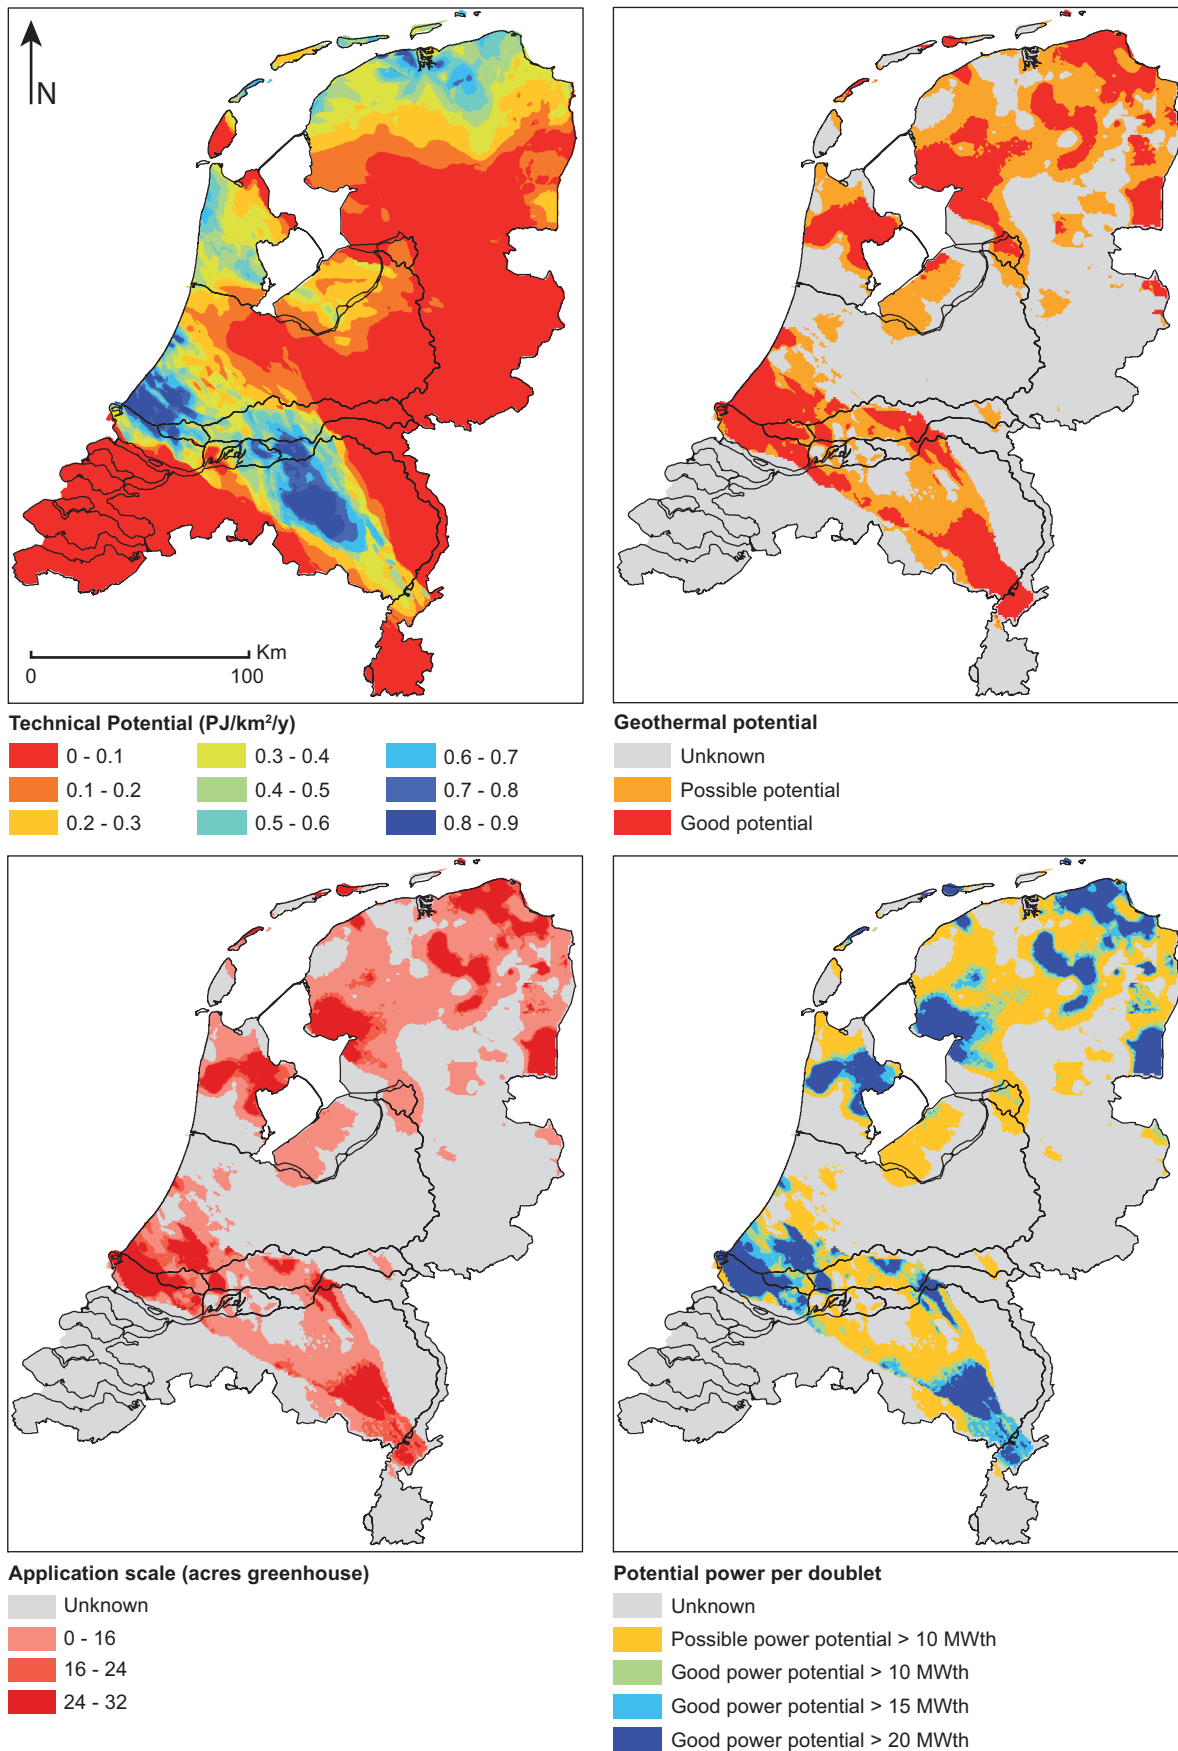 N
Km
0 100
Technical Potential (PJ/km²/y)
0 - 0.1 0.3 - 0.4 0.6 - 0.7
0.1 - 0.2 0.4 - 0.5 0.7 - 0.8
0.2 - 0.3 0.5 - 0.6 0.8 - 0.9
Geothermal potential
Unknown
Possible potential
Good potential
Application scale (acres greenhouse)
Unknown
0 - 16
16 - 24
24 - 32
Potential power per doublet
Unknown
Possible power potential > 10 MWth
Good power potential > 10 MWth
Good power potential > 15 MWth
Good power potential > 20 MWth